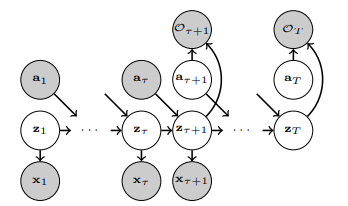 𝒪τ+1 𝒪T
a1 aτ aτ+1 aT
z1 ··· zτ zτ+1 ··· zT
x1 xτ xτ+1